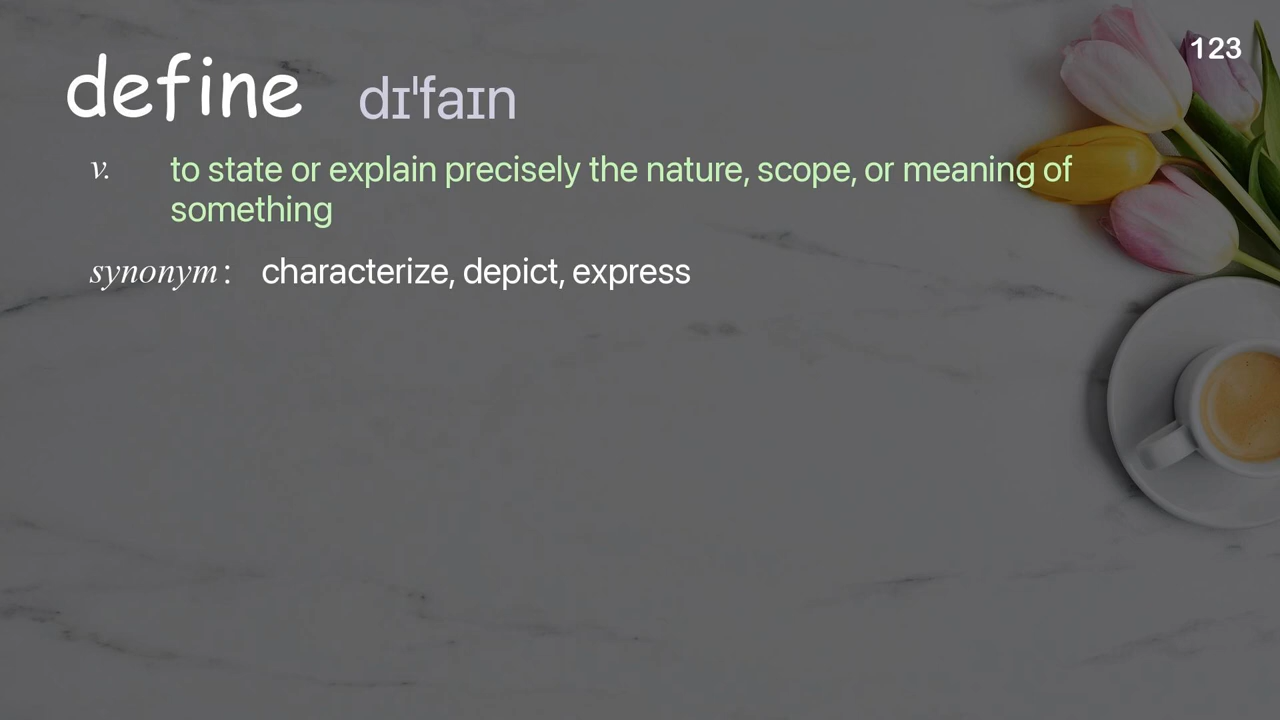 123
define dɪˈfaɪn
v. to state or explain precisely the nature, scope, or meaning of
something
synonym : characterize, depict, express